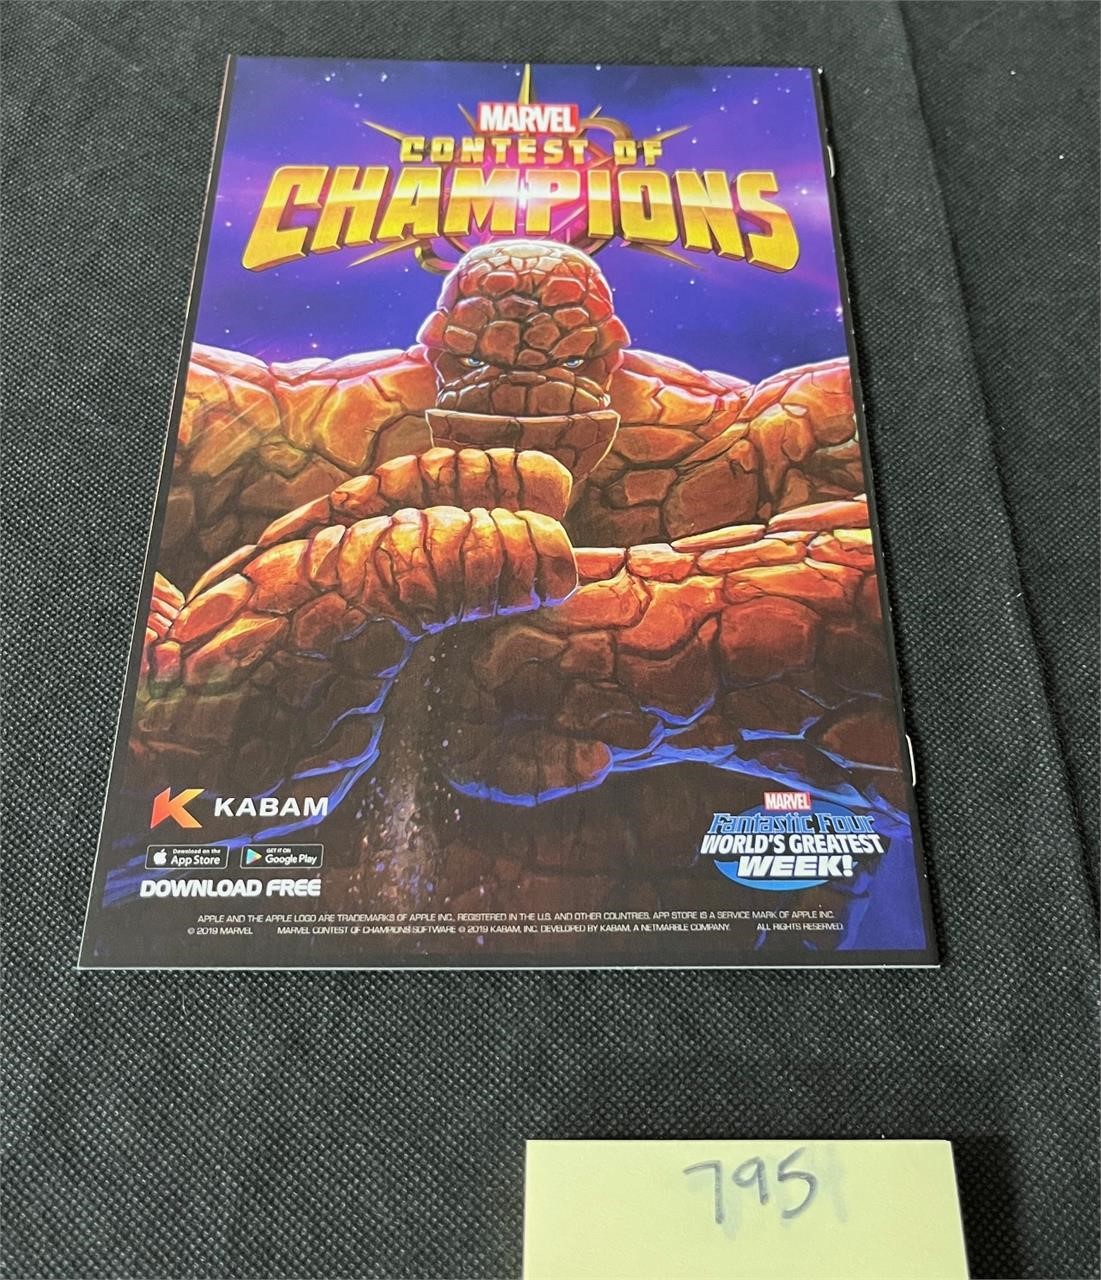 MARVEL
CONTEST OF
CHAMPIONS
KABAM
Download on the
App Store
GET IT ON
Google Play
DOWNLOAD FREE
MARVEL
Fantastic Four
WORLD'S GREATEST
WEEK!
APPLE AND THE APPLE LOGO ARE TRADEMARKS OF APPLE INC., REGISTERED IN THE U.S. AND OTHER COUNTRIES. APP STORE IS A SERVICE MARK OF APPLE INC.
© 2019 MARVEL MARVEL CONTEST OF CHAMPIONS SOFTWARE © 2019 KABAM, INC. DEVELOPED BY KABAM, A NETMARBLE COMPANY. ALL RIGHTS RESERVED.
795